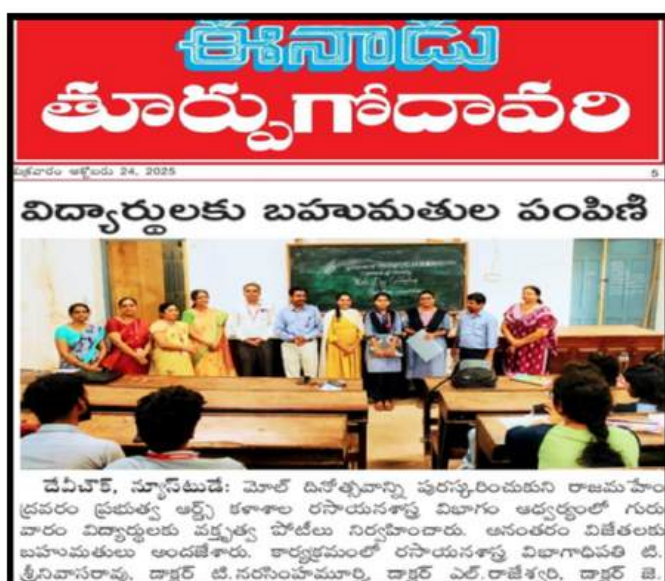 ఈనాడు
తూర్పుగోదావరి
శుక్రవారం అక్టోబరు 24, 2025 5
విద్యార్థులకు బహుమతుల పంపిణీ
దేవీచౌక్, న్యూస్‌టుడే: మోల్ దినోత్సవాన్ని పురస్కరించుకుని రాజమహేం
ద్రవరం ప్రభుత్వ ఆర్ట్స్ కళాశాల రసాయనశాస్త్ర విభాగం ఆధ్వర్యంలో గురు
వారం విద్యార్థులకు వక్తృత్వ పోటీలు నిర్వహించారు. అనంతరం విజేతలకు
బహుమతులు అందజేశారు. కార్యక్రమంలో రసాయనశాస్త్ర విభాగాధిపతి టి.
శ్రీనివాసరావు, డాక్టర్ టి.నరసింహమూర్తి, డాక్టర్ ఎల్.రాజేశ్వరి, డాక్టర్ జె.